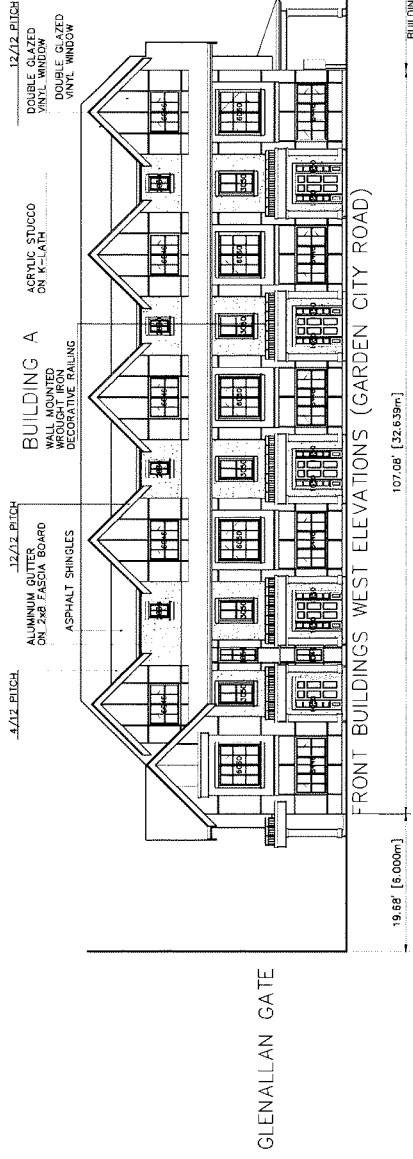 4/12 PITCH
12/12 PITCH
12/12 PITCH
ALUMINUM GUTTER
ON 2x8 FASCIA BOARD
ASPHALT SHINGLES
BUILDING A
WALL MOUNTED
WROUGHT IRON
DECORATIVE RAILING
ACRYLIC STUCCO
ON K-LATH
DOUBLE GLAZED
VINYL WINDOW
DOUBLE GLAZED
VINYL WINDOW
GLENALLAN GATE
FRONT BUILDINGS WEST ELEVATIONS (GARDEN CITY ROAD)
19.68' [6.000m]
107.08' [32.639m]
BUILDIN